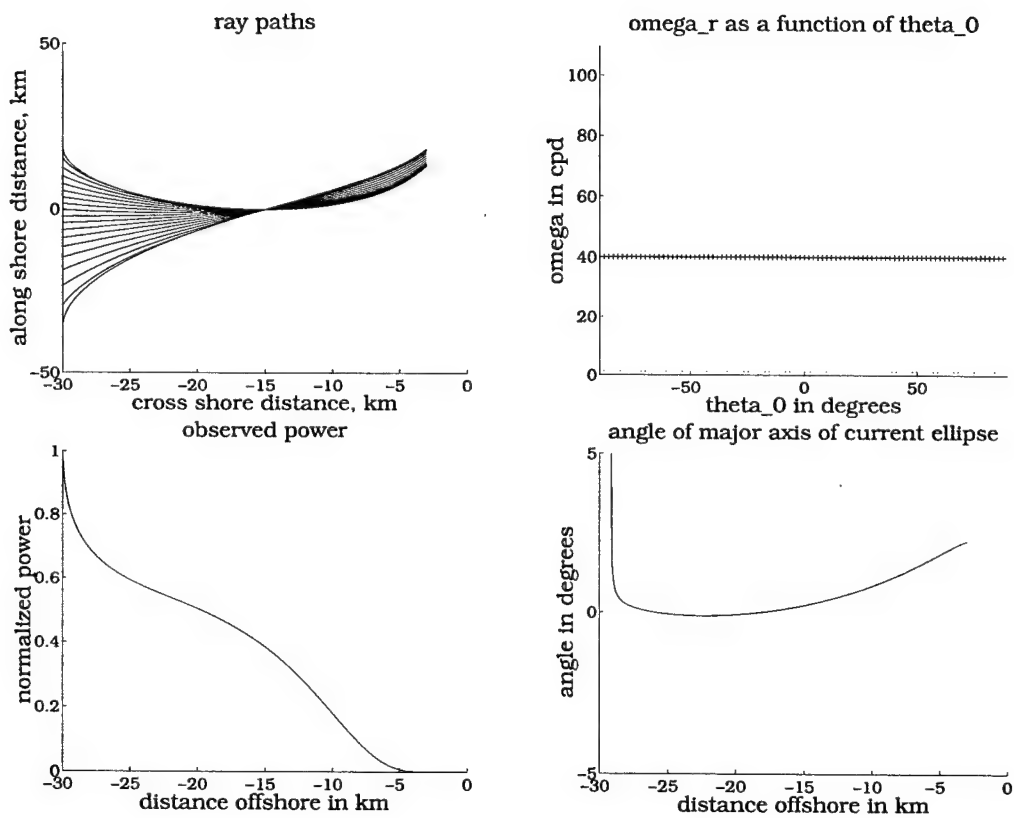 ray paths
50
0
−50
−30 −25 −20 −15 −10 −5 0
along shore distance, km
cross shore distance, km
omega_r as a function of theta_0
100
80
60
40
20
0
−50 0 50
omega in cpd
theta_0 in degrees
observed power
1
0.8
0.6
0.4
0.2
0
−30 −25 −20 −15 −10 −5 0
normalized power
distance offshore in km
angle of major axis of current ellipse
5
0
−5
−30 −25 −20 −15 −10 −5 0
angle in degrees
distance offshore in km